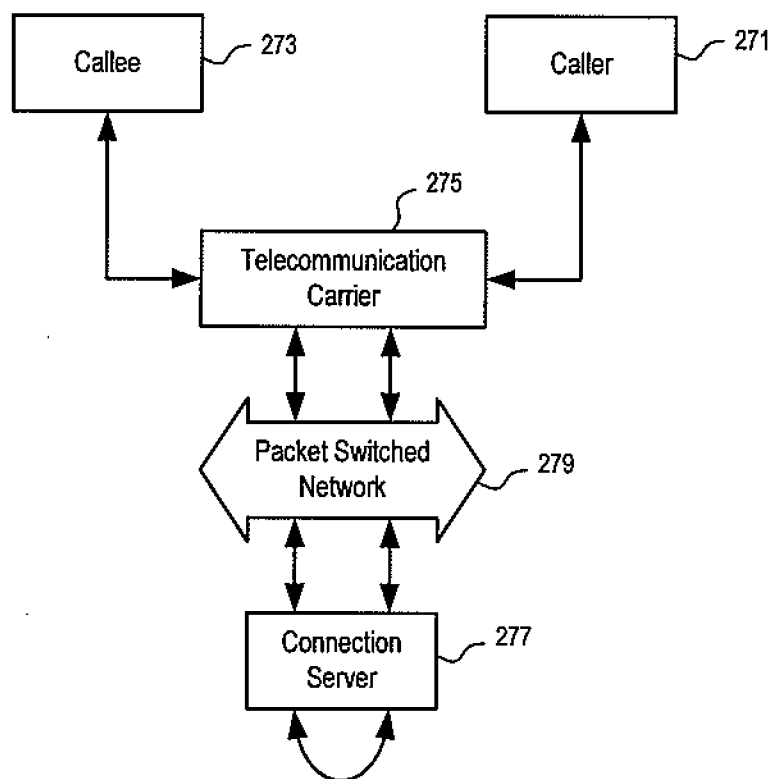 Callee
273
Caller
271
275
Telecommunication
Carrier
Packet Switched
Network
279
Connection
Server
277